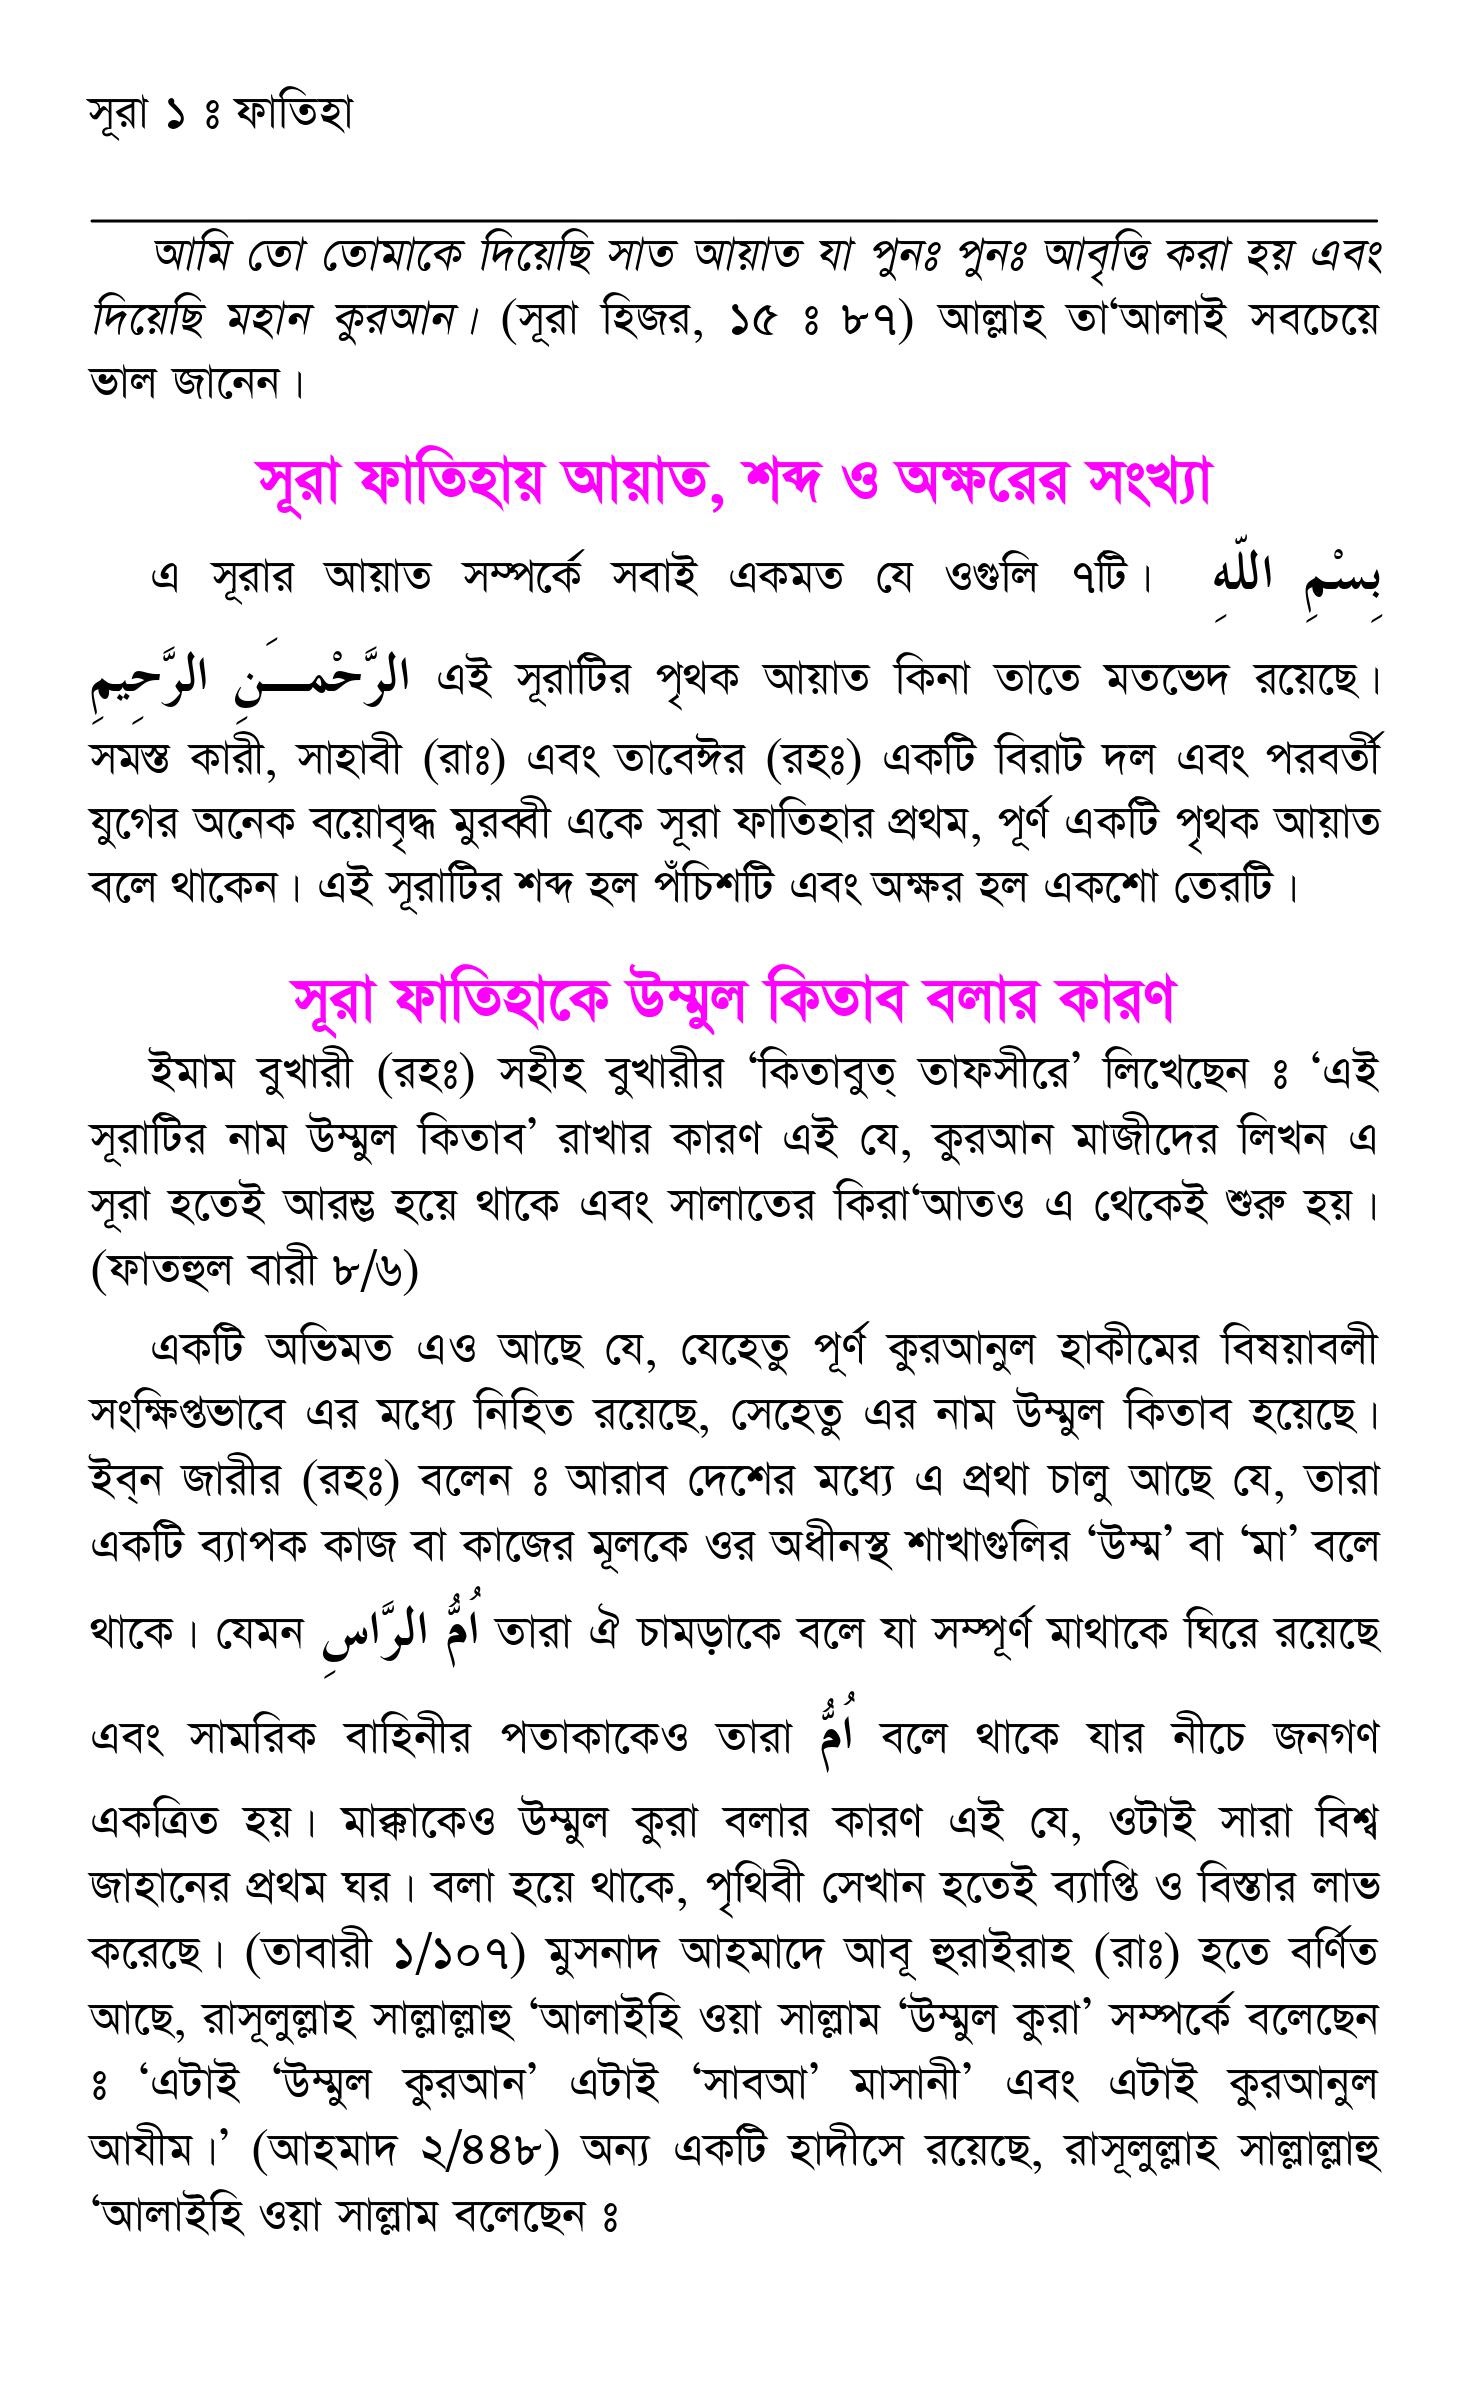 সূরা ১ ঃ ফাতিহা
আমি তো তোমাকে দিয়েছি সাত আয়াত যা পুনঃ পুনঃ আবৃত্তি করা হয় এবং
দিয়েছি মহান কুরআন। (সূরা হিজর, ১৫ ঃ ৮৭) আল্লাহ তা‘আলাই সবচেয়ে
ভাল জানেন।
সূরা ফাতিহায় আয়াত, শব্দ ও অক্ষরের সংখ্যা
এ সূরার আয়াত সম্পর্কে সবাই একমত যে ওগুলি ৭টি। بِسْمِ اللّهِ
الرَّحْمـَنِ الرَّحِيمِ এই সূরাটির পৃথক আয়াত কিনা তাতে মতভেদ রয়েছে।
সমস্ত কারী, সাহাবী (রাঃ) এবং তাবেঈর (রহঃ) একটি বিরাট দল এবং পরবর্তী
যুগের অনেক বয়োবৃদ্ধ মুরব্বী একে সূরা ফাতিহার প্রথম, পূর্ণ একটি পৃথক আয়াত
বলে থাকেন। এই সূরাটির শব্দ হল পঁচিশটি এবং অক্ষর হল একশো তেরটি।
সূরা ফাতিহাকে উম্মুল কিতাব বলার কারণ
ইমাম বুখারী (রহঃ) সহীহ বুখারীর ‘কিতাবুত্ তাফসীরে’ লিখেছেন ঃ ‘এই
সূরাটির নাম উম্মুল কিতাব’ রাখার কারণ এই যে, কুরআন মাজীদের লিখন এ
সূরা হতেই আরম্ভ হয়ে থাকে এবং সালাতের কিরা‘আতও এ থেকেই শুরু হয়।
(ফাতহুল বারী ৮/৬)
একটি অভিমত এও আছে যে, যেহেতু পূর্ণ কুরআনুল হাকীমের বিষয়াবলী
সংক্ষিপ্তভাবে এর মধ্যে নিহিত রয়েছে, সেহেতু এর নাম উম্মুল কিতাব হয়েছে।
ইব্ন জারীর (রহঃ) বলেন ঃ আরাব দেশের মধ্যে এ প্রথা চালু আছে যে, তারা
একটি ব্যাপক কাজ বা কাজের মূলকে ওর অধীনস্থ শাখাগুলির ‘উম্ম’ বা ‘মা’ বলে
থাকে। যেমন اُمُّ الرَّاسِ তারা ঐ চামড়াকে বলে যা সম্পূর্ণ মাথাকে ঘিরে রয়েছে
এবং সামরিক বাহিনীর পতাকাকেও তারা اُمُّ বলে থাকে যার নীচে জনগণ
একত্রিত হয়। মাক্কাকেও উম্মুল কুরা বলার কারণ এই যে, ওটাই সারা বিশ্ব
জাহানের প্রথম ঘর। বলা হয়ে থাকে, পৃথিবী সেখান হতেই ব্যাপ্তি ও বিস্তার লাভ
করেছে। (তাবারী ১/১০৭) মুসনাদ আহমাদে আবূ হুরাইরাহ (রাঃ) হতে বর্ণিত
আছে, রাসূলুল্লাহ সাল্লাল্লাহু ‘আলাইহি ওয়া সাল্লাম ‘উম্মুল কুরা’ সম্পর্কে বলেছেন
ঃ ‘এটাই ‘উম্মুল কুরআন’ এটাই ‘সাবআ’ মাসানী’ এবং এটাই কুরআনুল
আযীম।’ (আহমাদ ২/৪৪৮) অন্য একটি হাদীসে রয়েছে, রাসূলুল্লাহ সাল্লাল্লাহু
‘আলাইহি ওয়া সাল্লাম বলেছেন ঃ